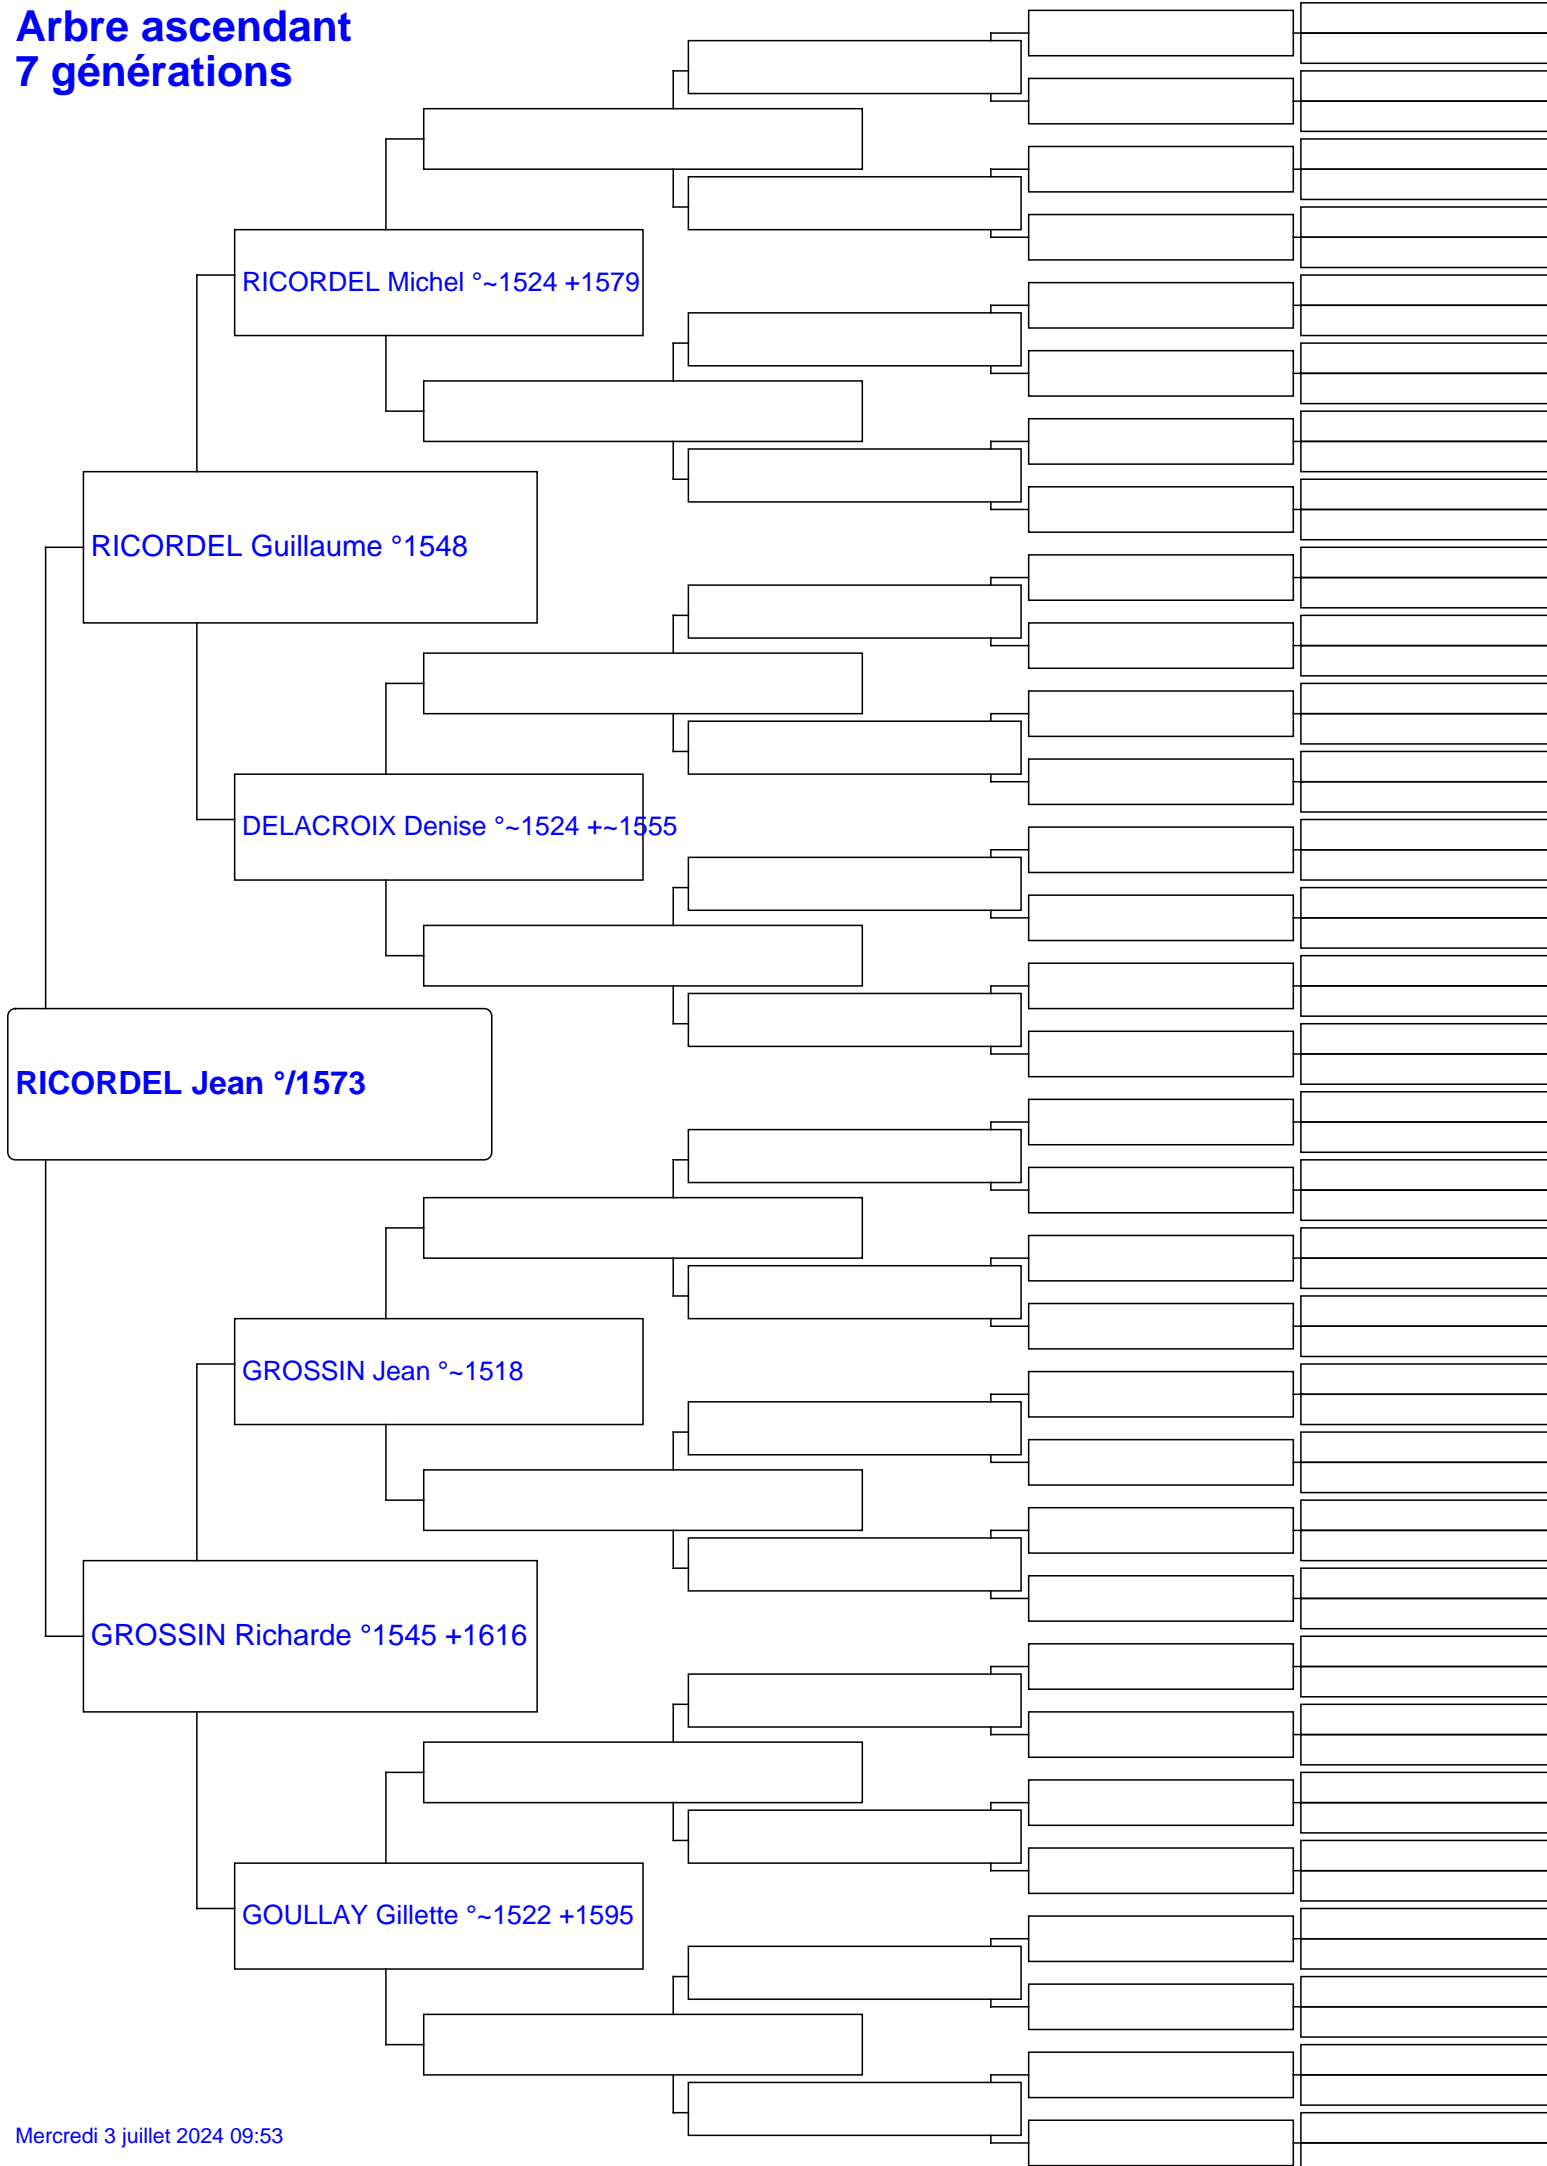 Arbre ascendant
7 générations
RICORDEL Michel °~1524 +1579
RICORDEL Guillaume °1548
DELACROIX Denise °~1524 +~1555
RICORDEL Jean °/1573
GROSSIN Jean °~1518
GROSSIN Richarde °1545 +1616
GOULLAY Gillette °~1522 +1595
Mercredi 3 juillet 2024 09:53